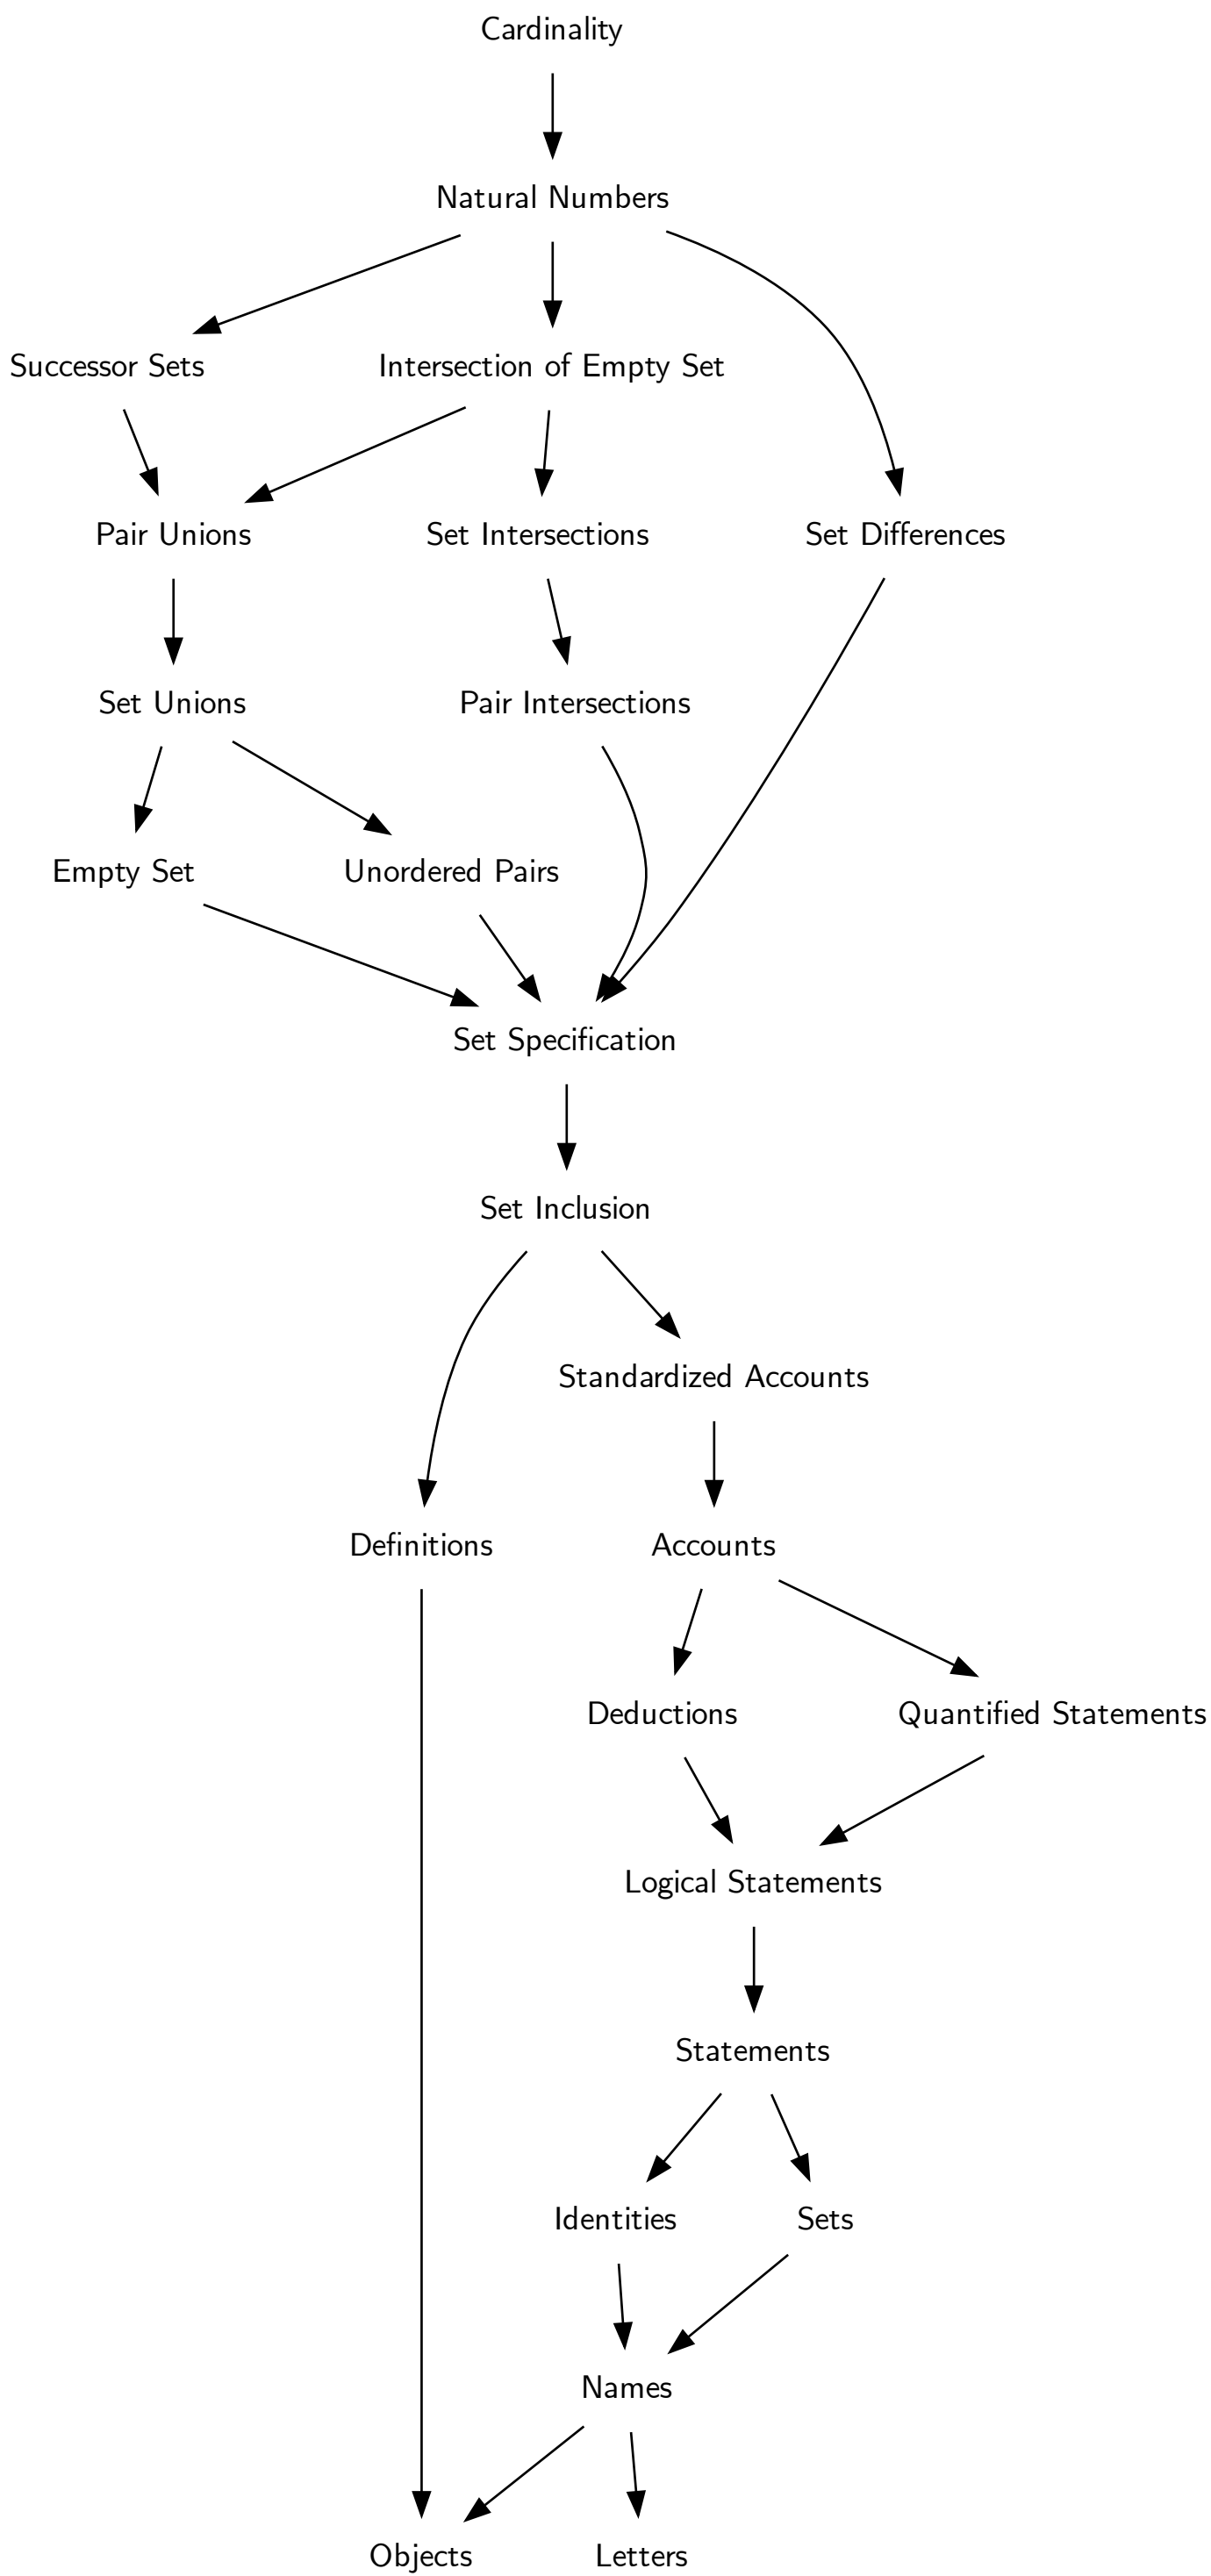 Cardinality
Natural Numbers
Successor Sets
Intersection of Empty Set
Pair Unions
Set Intersections
Set Differences
Set Unions
Pair Intersections
Empty Set
Unordered Pairs
Set Specification
Set Inclusion
Standardized Accounts
Definitions
Accounts
Deductions
Quantified Statements
Logical Statements
Statements
Identities
Sets
Names
Objects
Letters